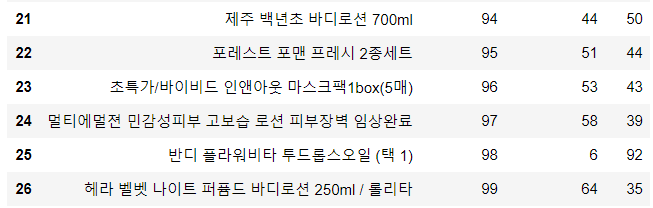 21 제주 백년초 바디로션 700ml 94 44 50
22 포레스트 포맨 프레시 2종세트 95 51 44
23 초특가/바이비드 인앤아웃 마스크팩1box(5매) 96 53 43
24 멀티에멀젼 민감성피부 고보습 로션 피부장벽 임상완료 97 58 39
25 반디 플라워비타 투드롭스오일 (택 1) 98 6 92
26 헤라 벨벳 나이트 퍼퓸드 바디로션 250ml / 롤리타 99 64 35